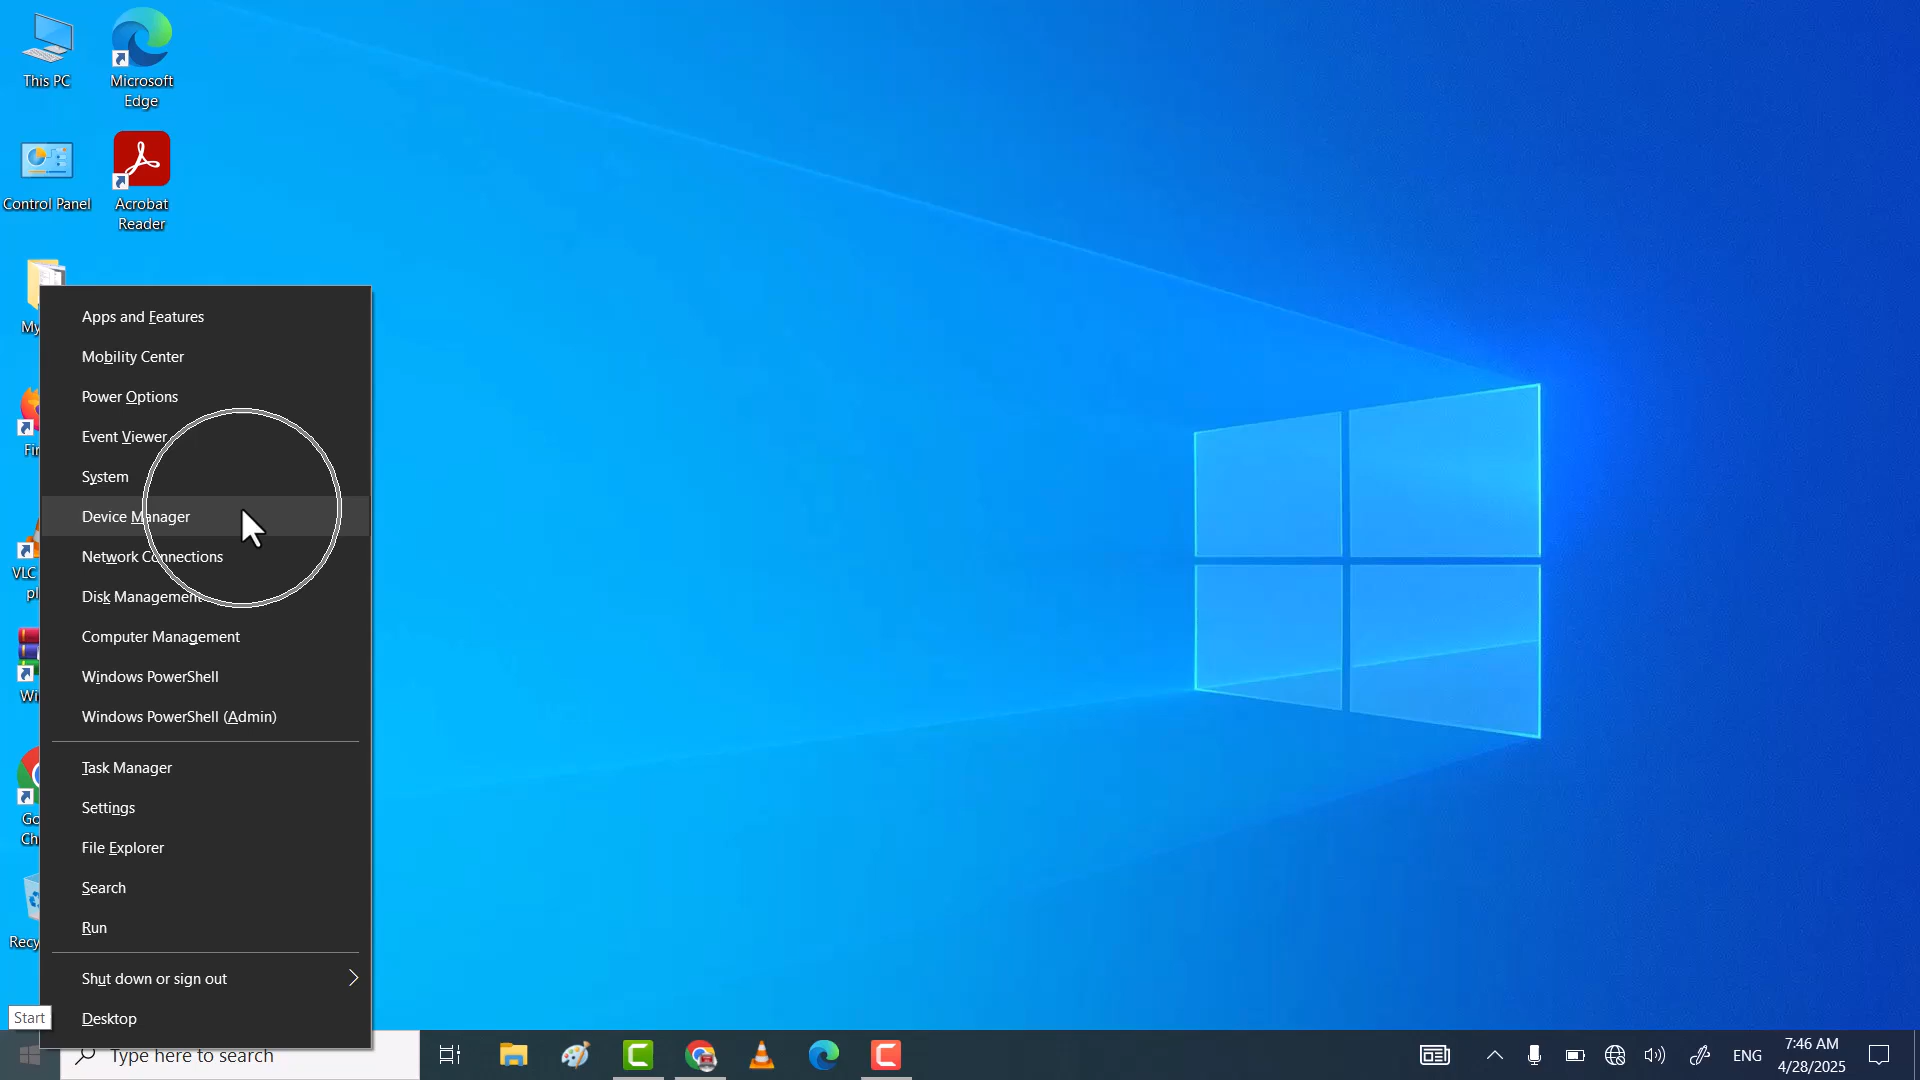 This PC
Microsoft
Edge
Control Panel
Acrobat
Reader
My
Apps and Features
Mobility Center
Power Options
Event Viewer
System
Device Manager
Network Connections
Disk Management
Computer Management
Windows PowerShell
Windows PowerShell (Admin)
Task Manager
Settings
File Explorer
Search
Run
Shut down or sign out
Desktop
Fir
VLC
pl
Wi
Go
Ch
Recy
Start
Type here to search
ENG
7:46 AM
4/28/2025